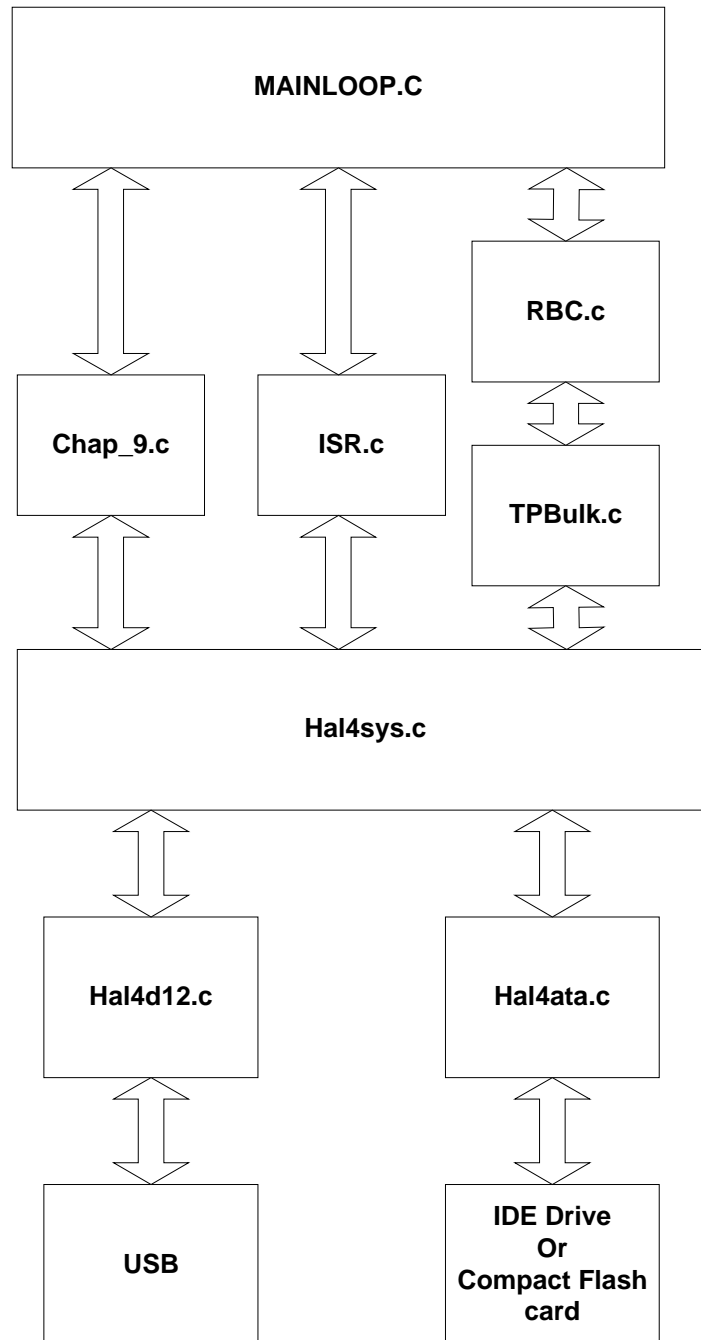 MAINLOOP.C
RBC.c
Chap_9.c
ISR.c
TPBulk.c
Hal4sys.c
Hal4d12.c
Hal4ata.c
USB
IDE Drive
Or
Compact Flash
card